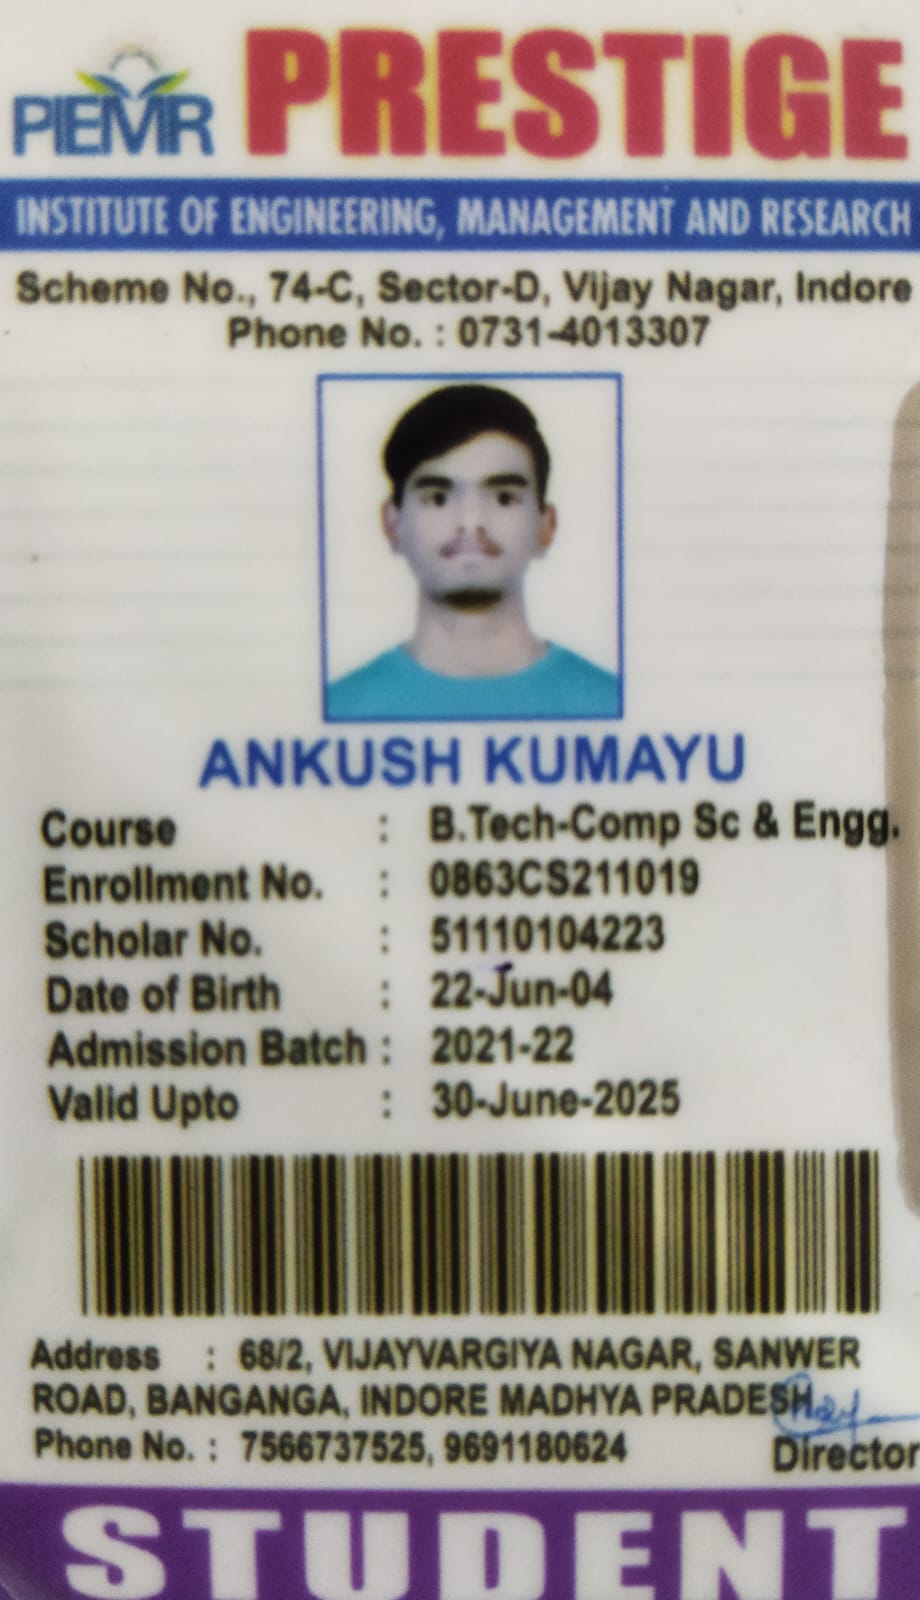 PIEMR PRESTIGE
INSTITUTE OF ENGINEERING, MANAGEMENT AND RESEARCH
Scheme No., 74-C, Sector-D, Vijay Nagar, Indore
Phone No. : 0731-4013307
ANKUSH KUMAYU
Course : B.Tech-Comp Sc & Engg.
Enrollment No. : 0863CS211019
Scholar No. : 51110104223
Date of Birth : 22-Jun-04
Admission Batch : 2021-22
Valid Upto : 30-June-2025
Address : 68/2, VIJAYVARGIYA NAGAR, SANWER
ROAD, BANGANGA, INDORE MADHYA PRADESH
Phone No. : 7566737525, 9691180624
Director
STUDENT